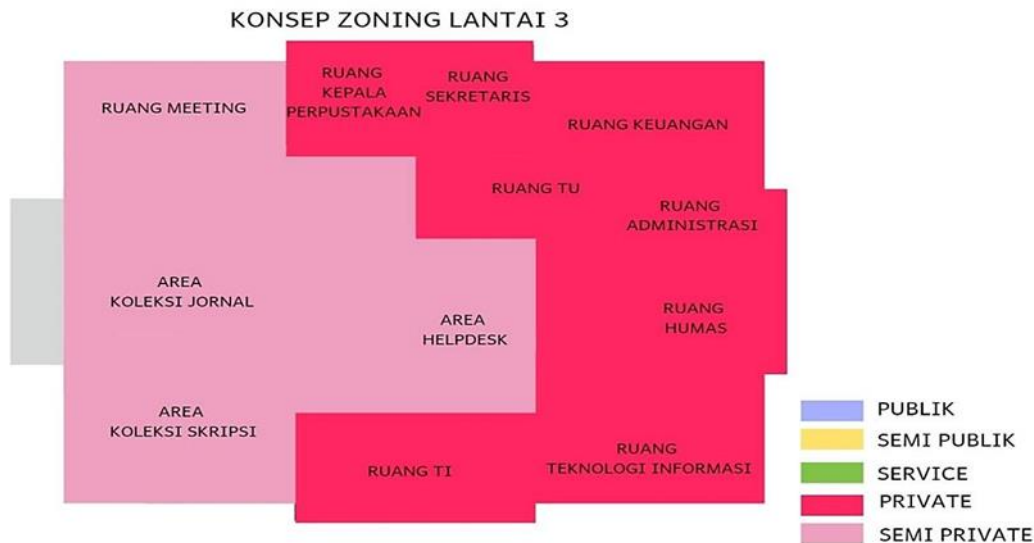 KONSEP ZONING LANTAI 3
RUANG MEETING
RUANG
KEPALA
PERPUSTAKAAN
RUANG
SEKRETARIS
RUANG KEUANGAN
RUANG TU
RUANG
ADMINISTRASI
AREA
KOLEKSI JORNAL
AREA
HELPDESK
RUANG
HUMAS
AREA
KOLEKSI SKRIPSI
RUANG TI
RUANG
TEKNOLOGI INFORMASI
PUBLIK
SEMI PUBLIK
SERVICE
PRIVATE
SEMI PRIVATE